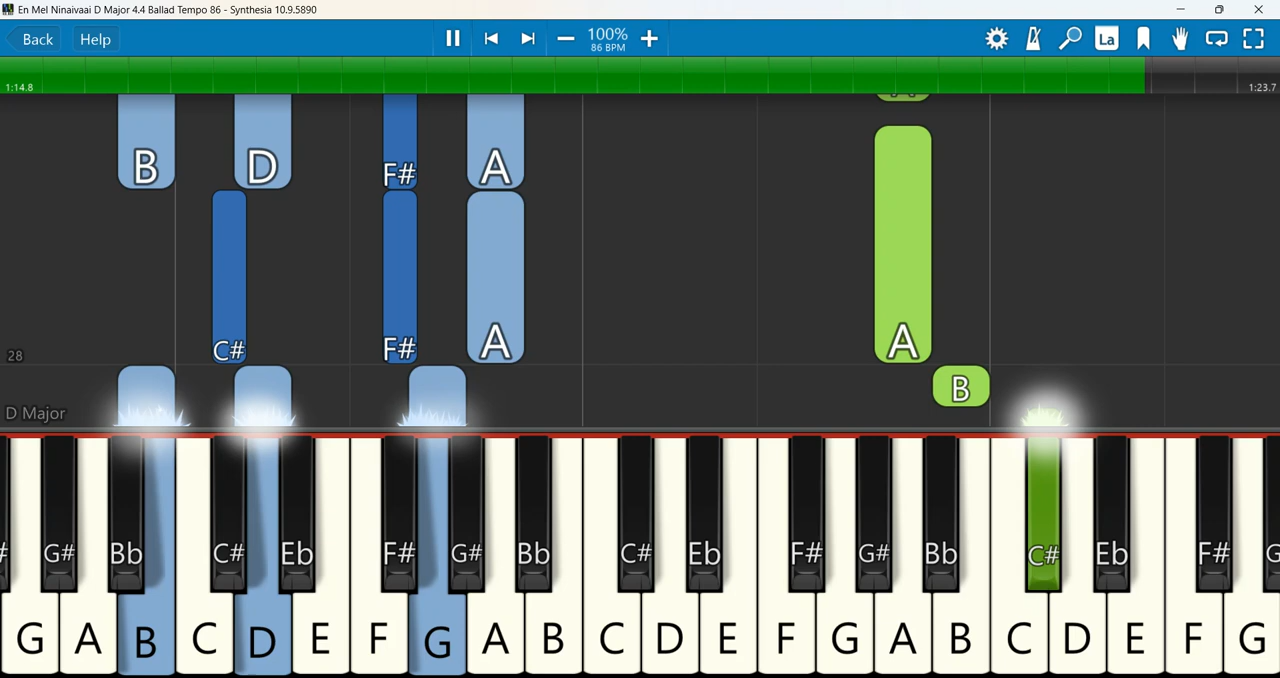 En Mel Ninaivaai D Major 4.4 Ballad Tempo 86 - Synthesia 10.9.5890
Back Help 100% La
86 BPM
1:14.8 1:23.7
B D F# A
C# F# A A
28
B
D Major
G# Bb C# Eb F# G# Bb C# Eb F# G# Bb C# Eb F#
G A B C D E F G A B C D E F G A B C D E F G